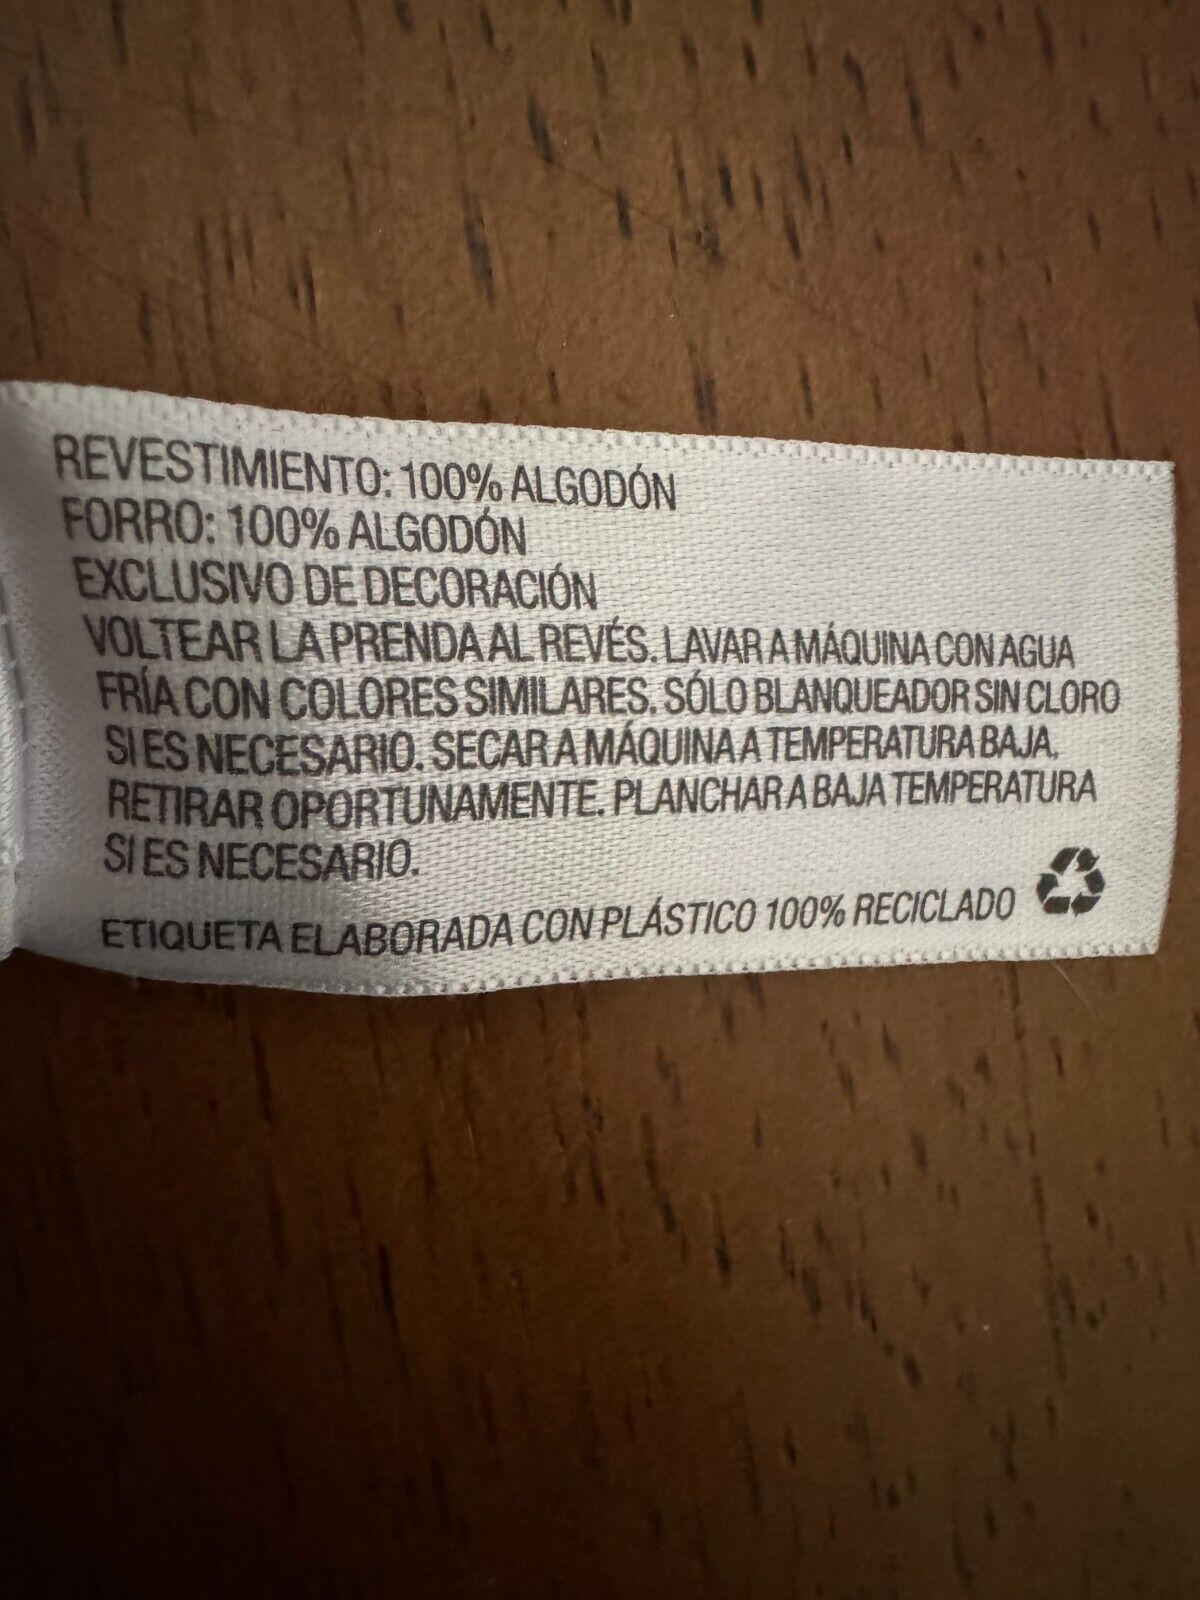 REVESTIMIENTO: 100% ALGODÓN
FORRO: 100% ALGODÓN
EXCLUSIVO DE DECORACIÓN
VOLTEAR LA PRENDA AL REVÉS. LAVAR A MÁQUINA CON AGUA
FRÍA CON COLORES SIMILARES. SÓLO BLANQUEADOR SIN CLORO
SI ES NECESARIO. SECAR A MÁQUINA A TEMPERATURA BAJA.
RETIRAR OPORTUNAMENTE. PLANCHAR A BAJA TEMPERATURA
SI ES NECESARIO.
ETIQUETA ELABORADA CON PLÁSTICO 100% RECICLADO